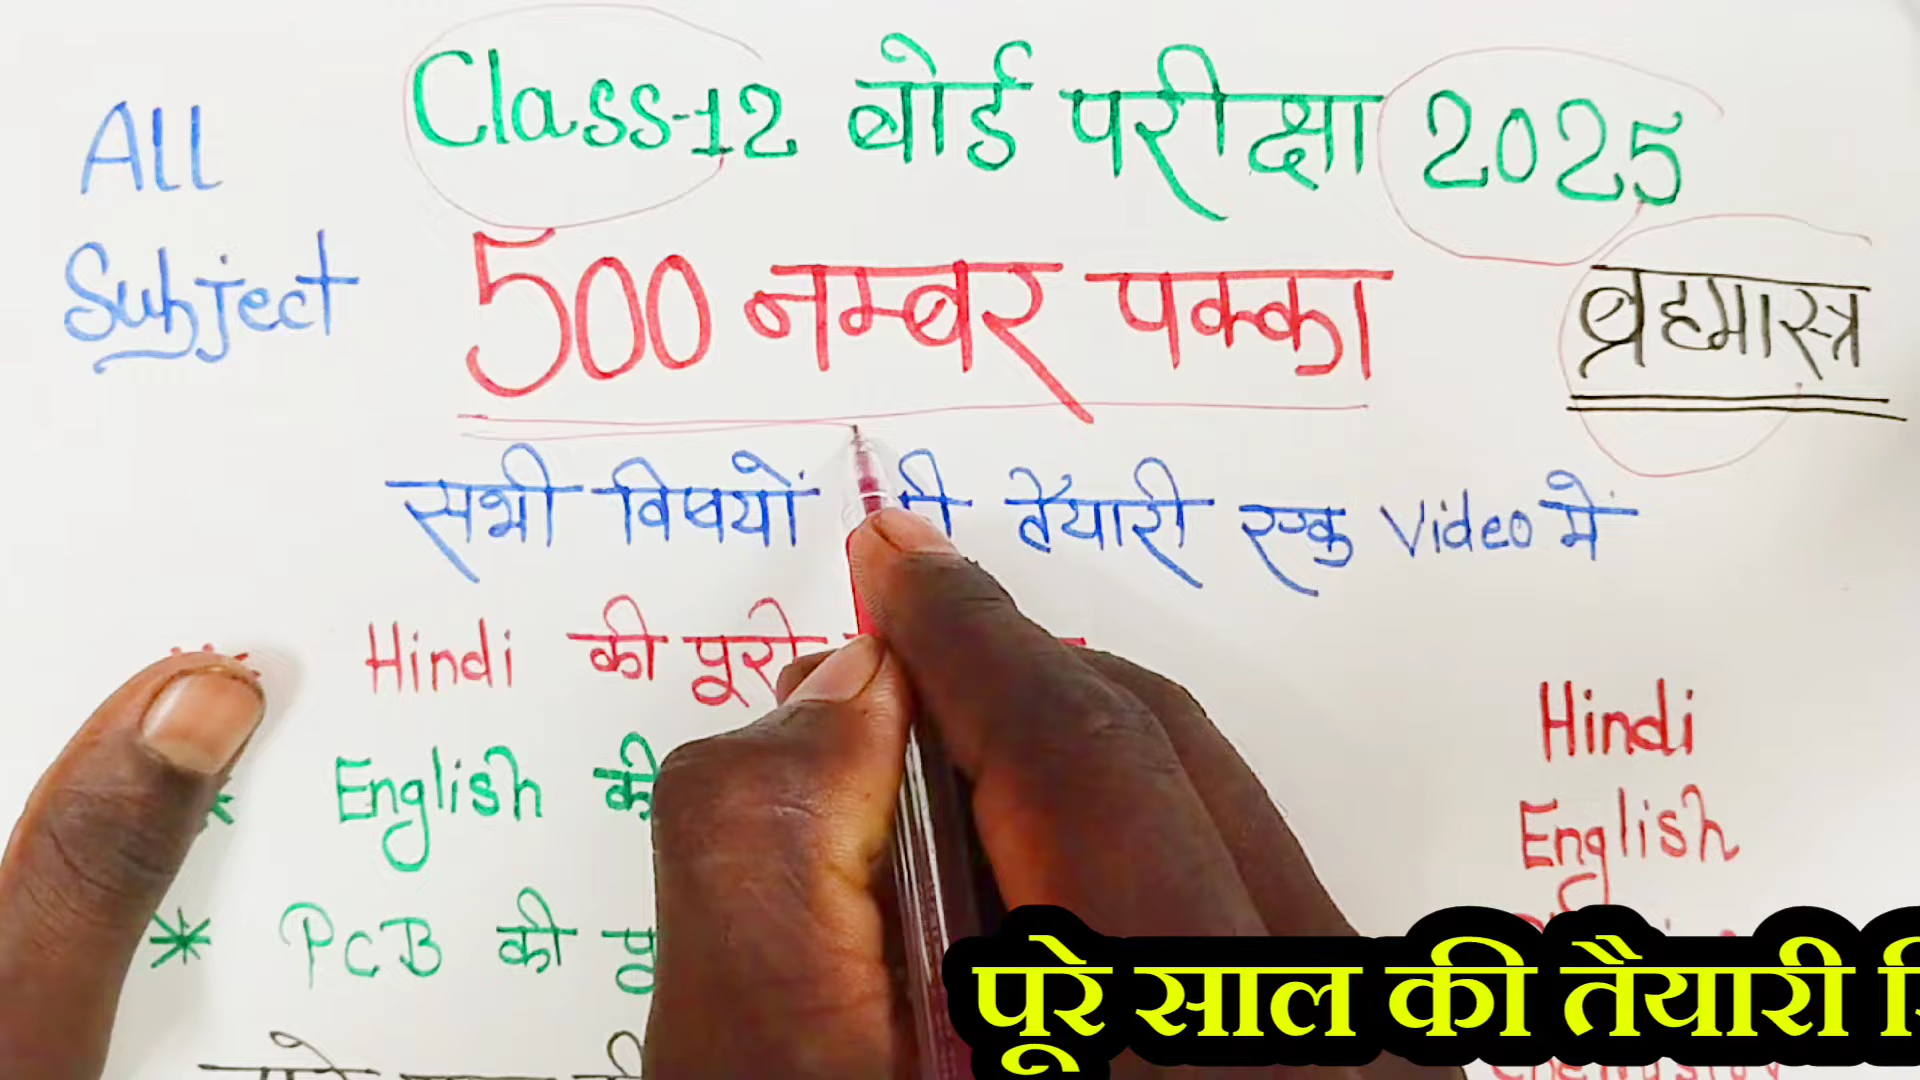 Class-12 बोर्ड परीक्षा 2025
All
Subject
500 नम्बर पक्का
ब्रह्मास्त्र
सभी विषयों की तैयारी एक Video में
Hindi की पूरी
English की
PCB की
Hindi
English
पूरे साल की तैयारी